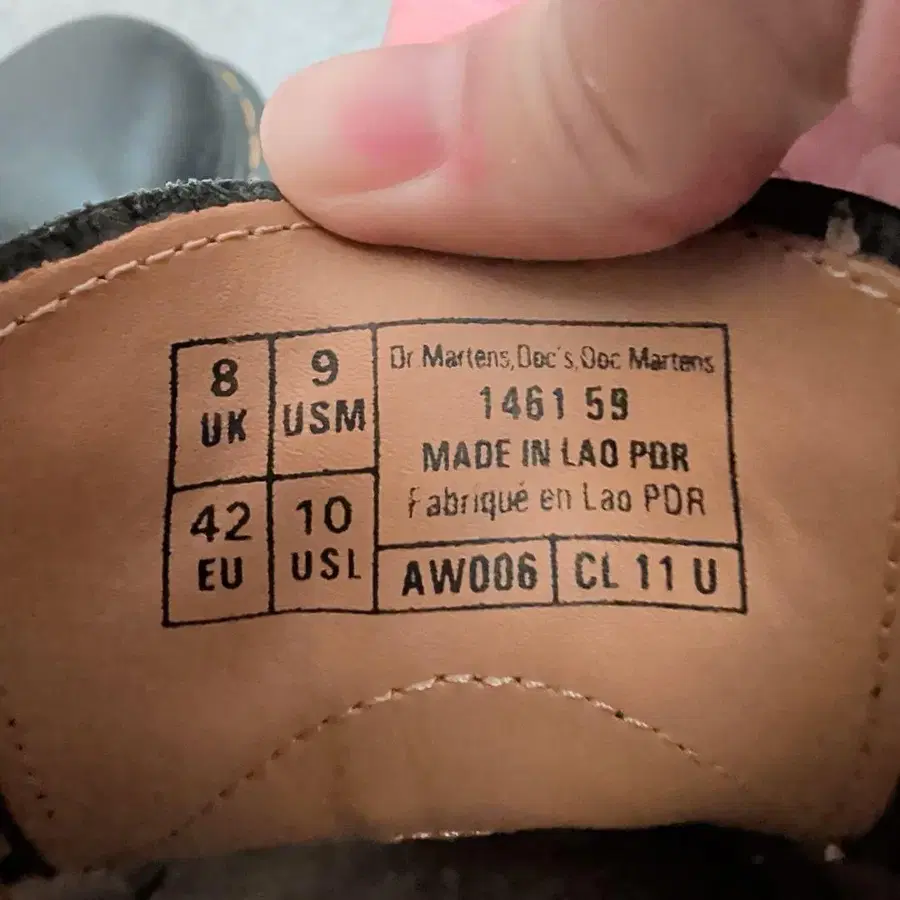 8
UK
9
USM
42
EU
10
USL
Dr Martens,Doc's,Doc Martens
1461 59
MADE IN LAO PDR
Fabriqué en Lao PDR
AW006
CL 11 U